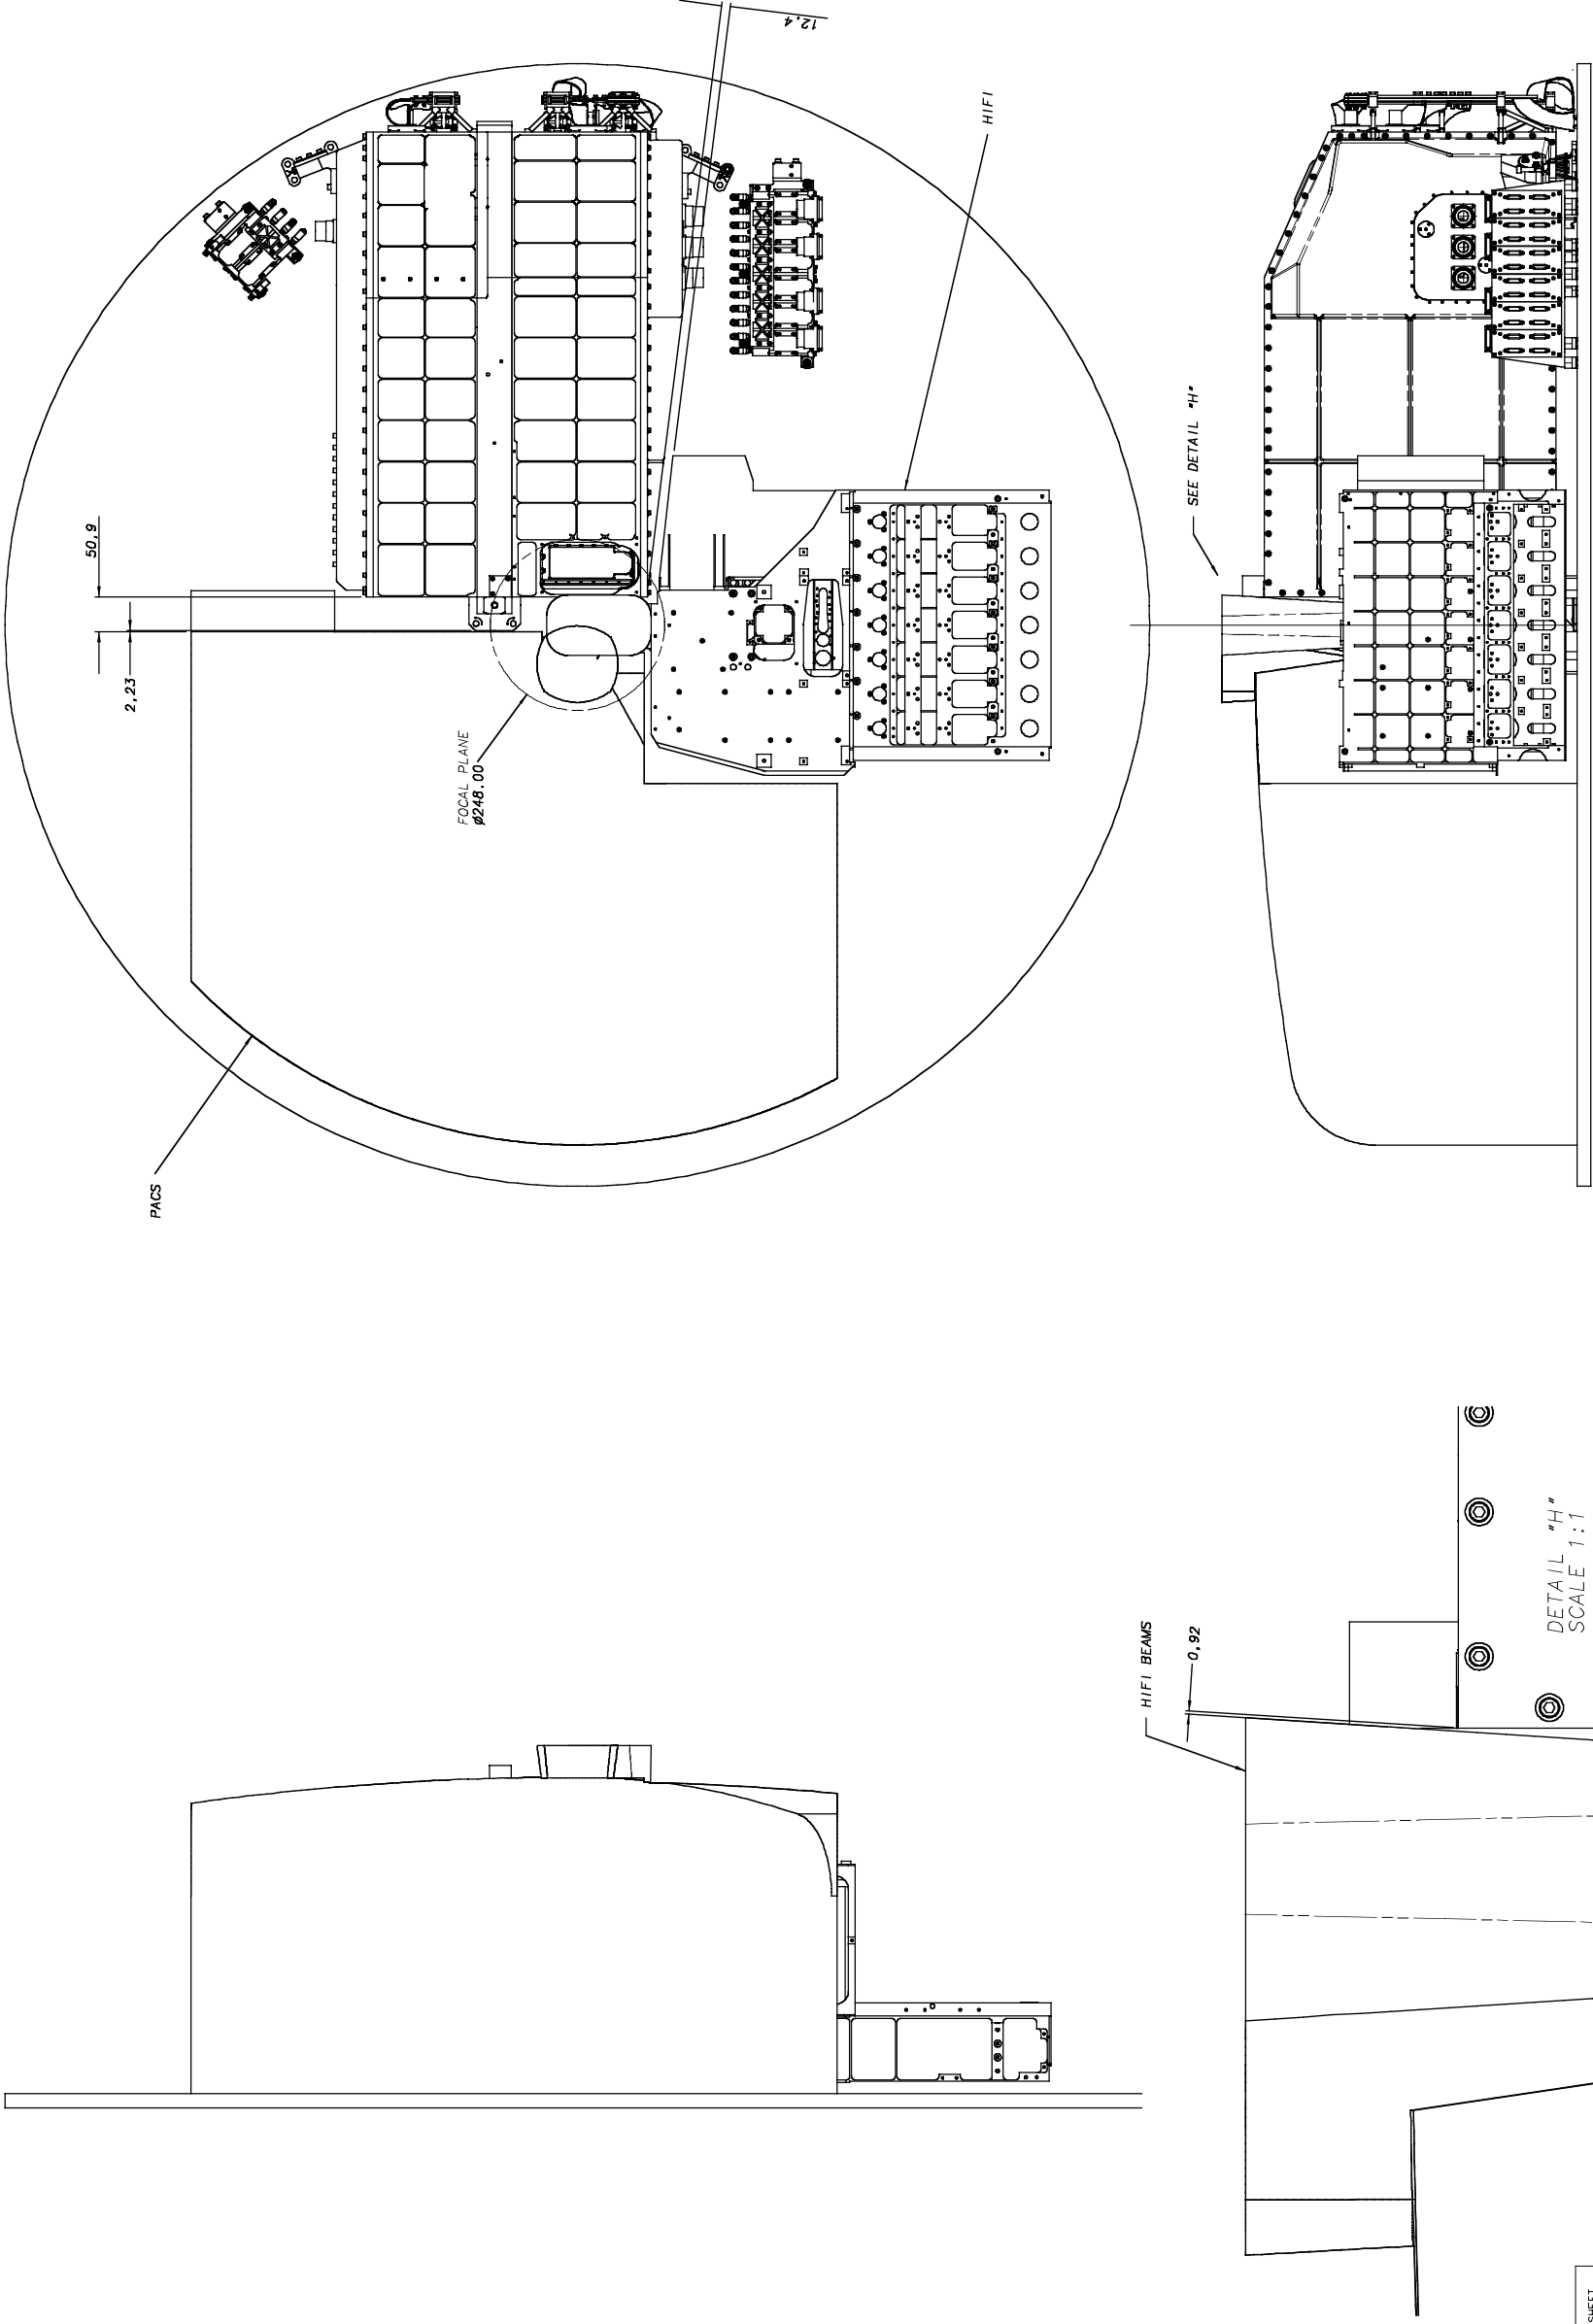 12,4
HIFI
50,9
2,23
SEE DETAIL "H"
FOCAL PLANE
ø248.00
PACS
DETAIL "H"
SCALE 1:1
HIFI BEAMS
0,92
SHEET